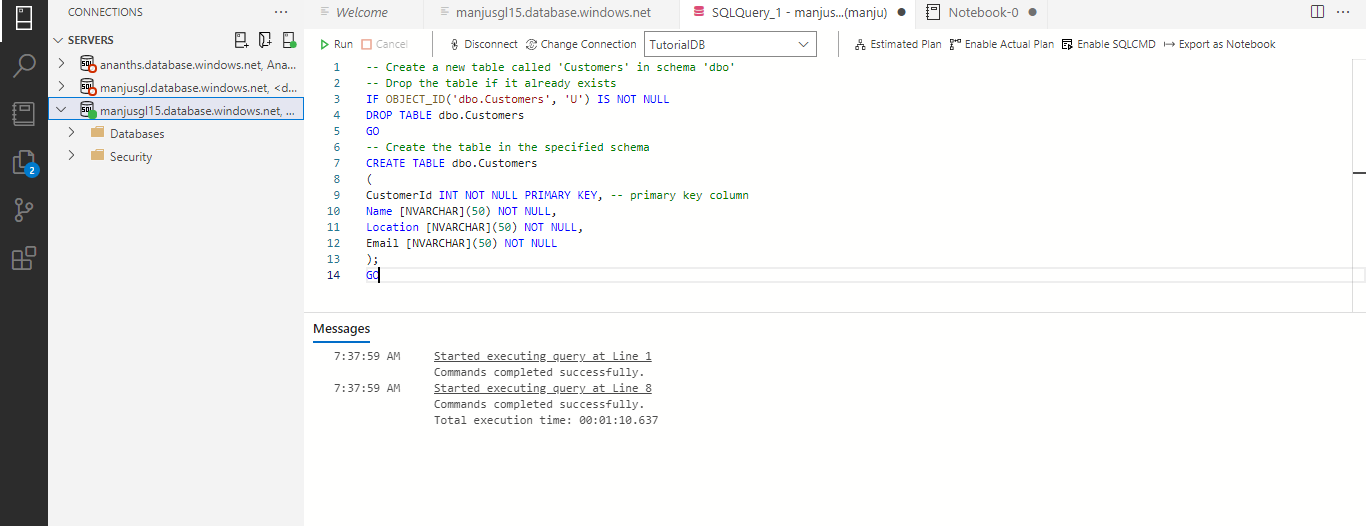 CONNECTIONS ···
SERVERS
ananths.database.windows.net, Ana...
manjusgl.database.windows.net, <d...
manjusgl15.database.windows.net, ...
Databases
Security
2
Welcome
manjusgl15.database.windows.net
SQLQuery_1 - manjus...(manju)
Notebook-0
Run Cancel Disconnect Change Connection TutorialDB Estimated Plan Enable Actual Plan Enable SQLCMD Export as Notebook
1 -- Create a new table called 'Customers' in schema 'dbo'
2 -- Drop the table if it already exists
3 IF OBJECT_ID('dbo.Customers', 'U') IS NOT NULL
4 DROP TABLE dbo.Customers
5 GO
6 -- Create the table in the specified schema
7 CREATE TABLE dbo.Customers
8 (
9 CustomerId INT NOT NULL PRIMARY KEY, -- primary key column
10 Name [NVARCHAR](50) NOT NULL,
11 Location [NVARCHAR](50) NOT NULL,
12 Email [NVARCHAR](50) NOT NULL
13 );
14 GO
Messages
7:37:59 AM Started executing query at Line 1
Commands completed successfully.
7:37:59 AM Started executing query at Line 8
Commands completed successfully.
Total execution time: 00:01:10.637